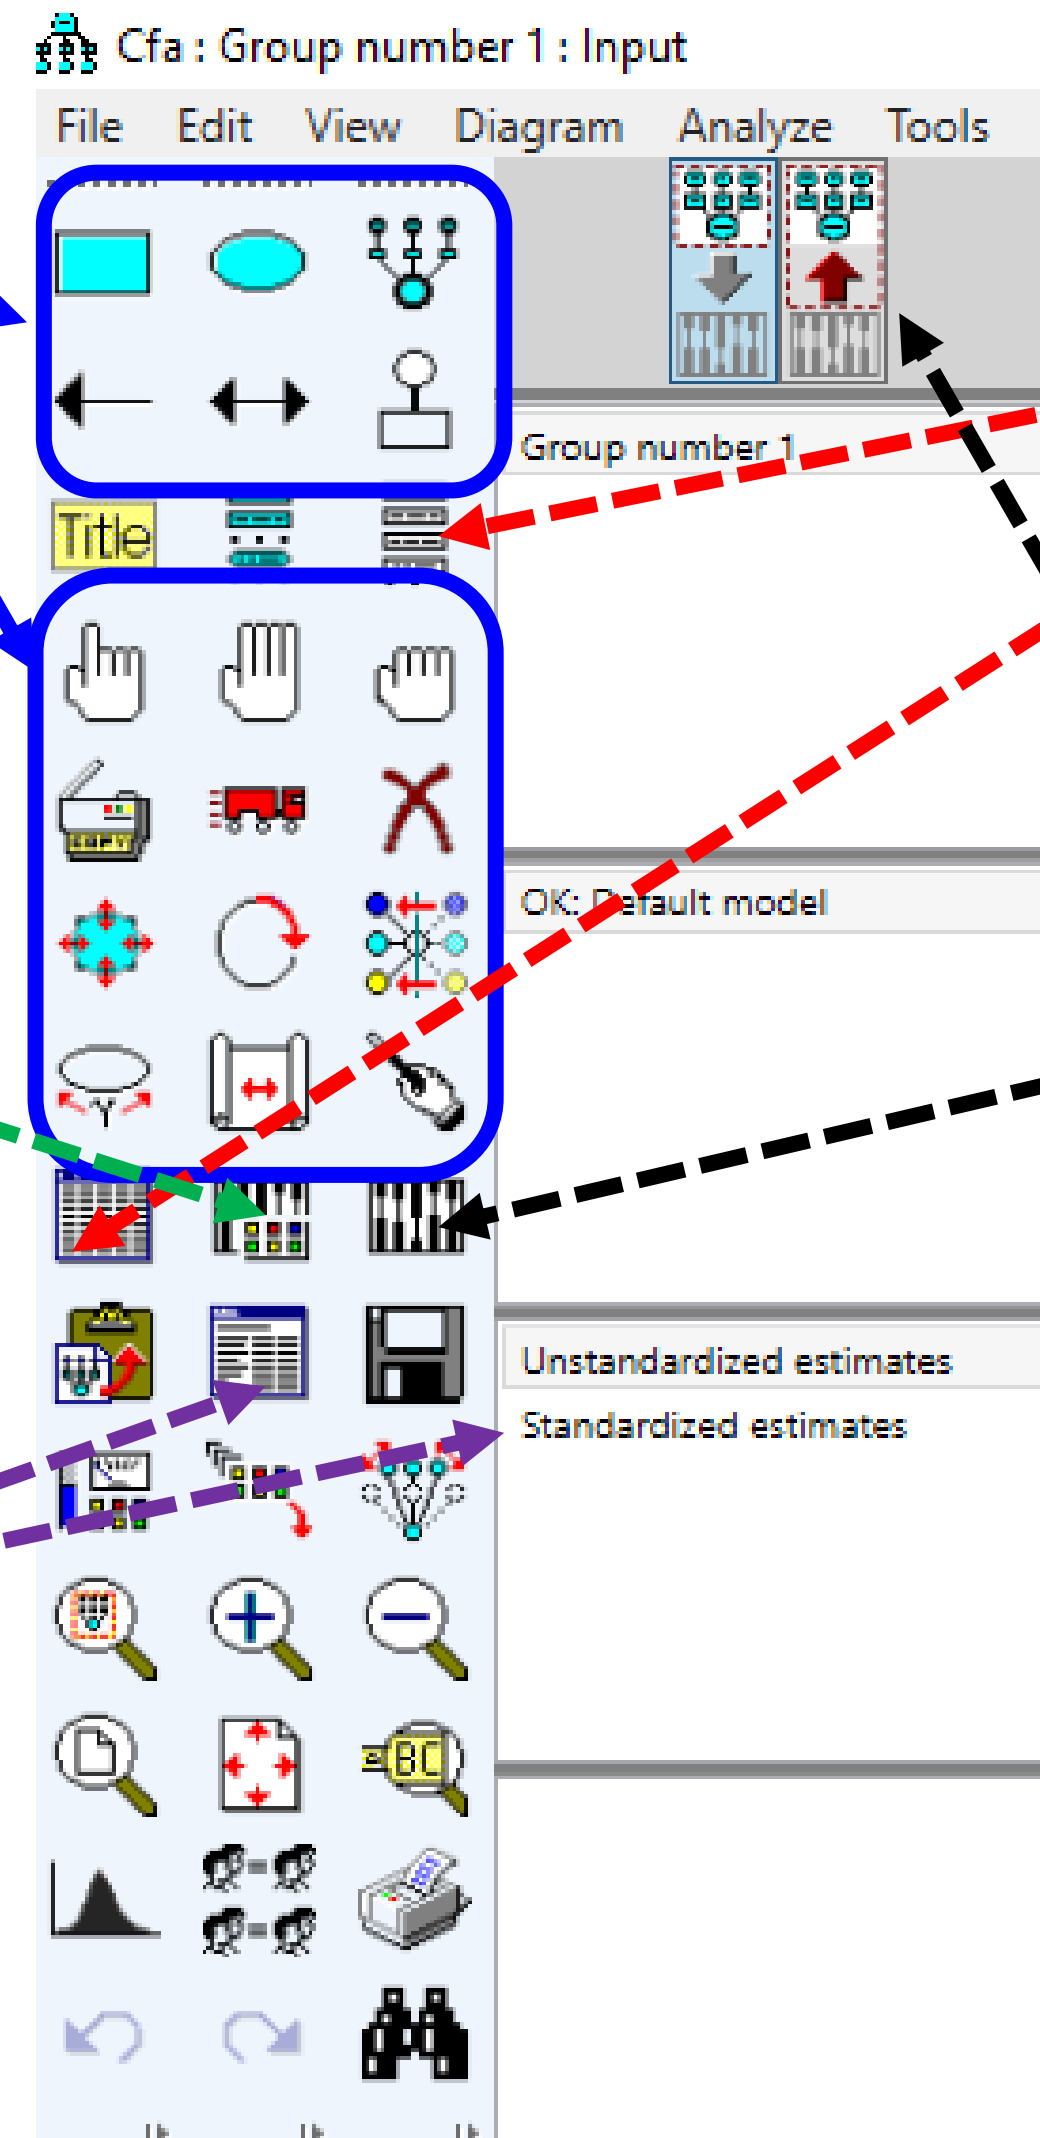 Cfa : Group number 1 : Input
File Edit View Diagram Analyze Tools
Group number 1
Title
OK: Default model
Unstandardized estimates
Standardized estimates